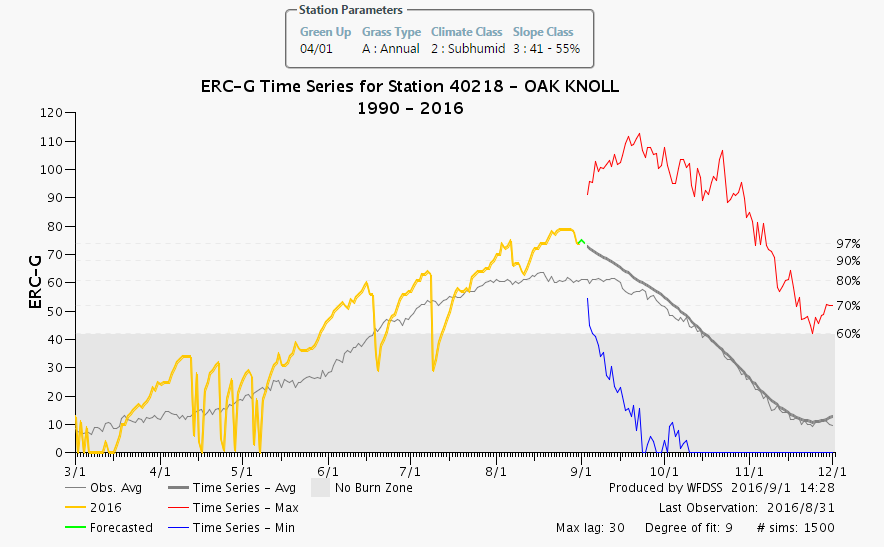 Station Parameters
Green Up Grass Type Climate Class Slope Class
04/01 A : Annual 2 : Subhumid 3 : 41 - 55%
ERC-G Time Series for Station 40218 - OAK KNOLL
1990 - 2016
120
110
100
90
80
70
60
50
40
30
20
10
0
ERC-G
97%
90%
80%
70%
60%
3/1 4/1 5/1 6/1 7/1 8/1 9/1 10/1 11/1 12/1
Obs. Avg Time Series - Avg No Burn Zone Produced by WFDSS 2016/9/1 14:28
2016 Time Series - Max Last Observation: 2016/8/31
Forecasted Time Series - Min Max lag: 30 Degree of fit: 9 # sims: 1500